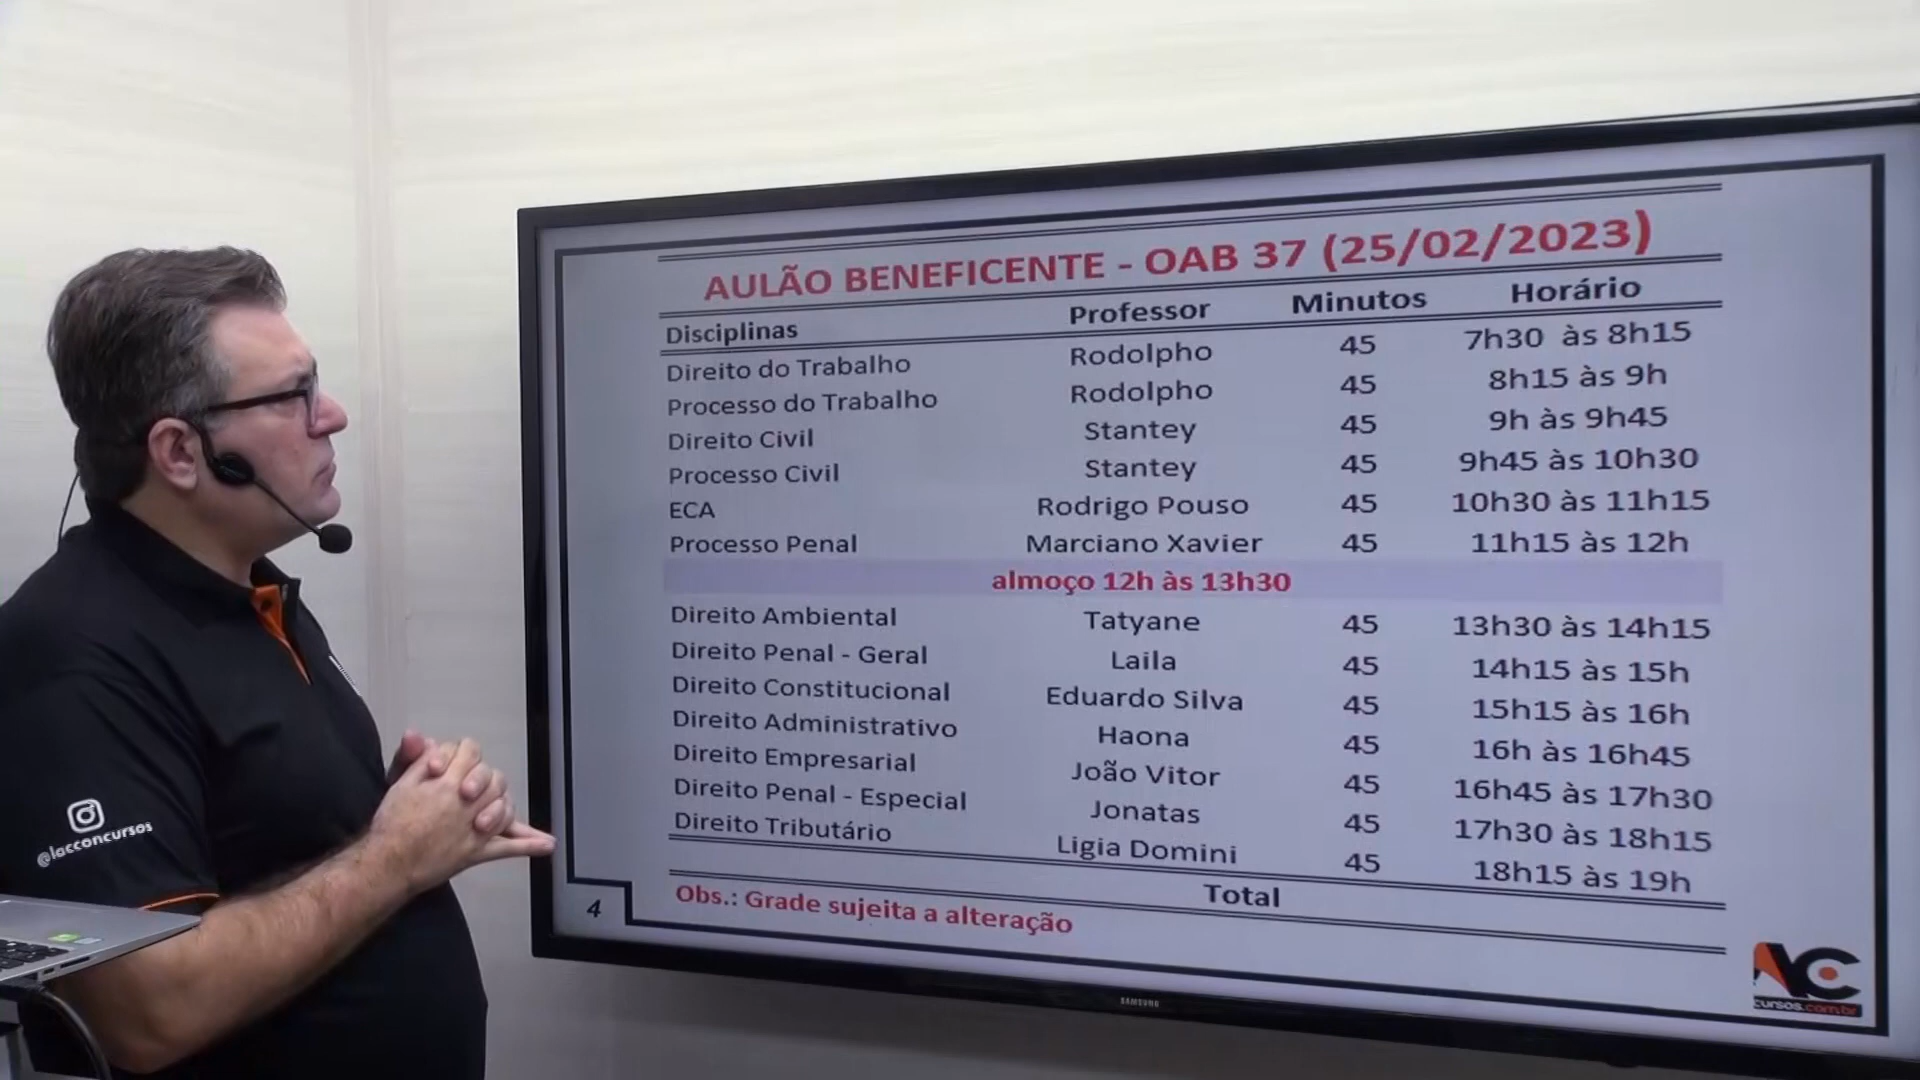 AULÃO BENEFICENTE - OAB 37 (25/02/2023)
Disciplinas Professor Minutos Horário
Direito do Trabalho Rodolpho 45 7h30 às 8h15
Processo do Trabalho Rodolpho 45 8h15 às 9h
Direito Civil Stantey 45 9h às 9h45
Processo Civil Stantey 45 9h45 às 10h30
ECA Rodrigo Pouso 45 10h30 às 11h15
Processo Penal Marciano Xavier 45 11h15 às 12h
almoço 12h às 13h30
Direito Ambiental Tatyane 45 13h30 às 14h15
Direito Penal - Geral Laila 45 14h15 às 15h
Direito Constitucional Eduardo Silva 45 15h15 às 16h
Direito Administrativo Haona 45 16h às 16h45
Direito Empresarial João Vitor 45 16h45 às 17h30
Direito Penal - Especial Jonatas 45 17h30 às 18h15
Direito Tributário Ligia Domini 45 18h15 às 19h
Total
Obs.: Grade sujeita a alteração
4
cursos.com.br
SAMSUNG
@lacconcursos